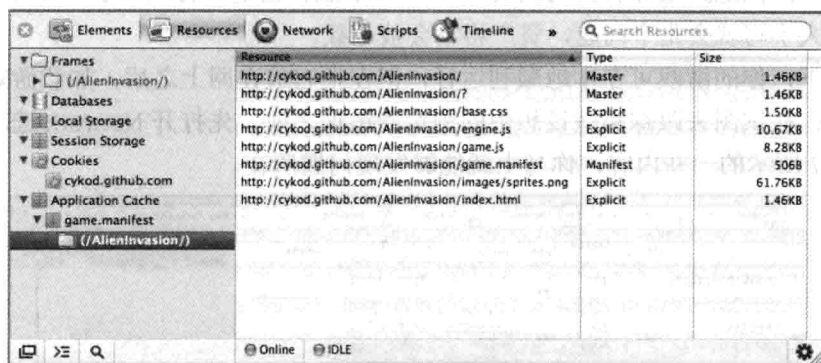 Elements Resources Network Scripts Timeline » Search Resources
Frames
(/AlienInvasion/)
Databases
Local Storage
Session Storage
Cookies
cykod.github.com
Application Cache
game.manifest
(/AlienInvasion/)
Resource Type Size
http://cykod.github.com/AlienInvasion/ Master 1.46KB
http://cykod.github.com/AlienInvasion/? Master 1.46KB
http://cykod.github.com/AlienInvasion/base.css Explicit 1.50KB
http://cykod.github.com/AlienInvasion/engine.js Explicit 10.67KB
http://cykod.github.com/AlienInvasion/game.js Explicit 8.28KB
http://cykod.github.com/AlienInvasion/game.manifest Manifest 506B
http://cykod.github.com/AlienInvasion/images/sprites.png Explicit 61.76KB
http://cykod.github.com/AlienInvasion/index.html Explicit 1.46KB
Online IDLE